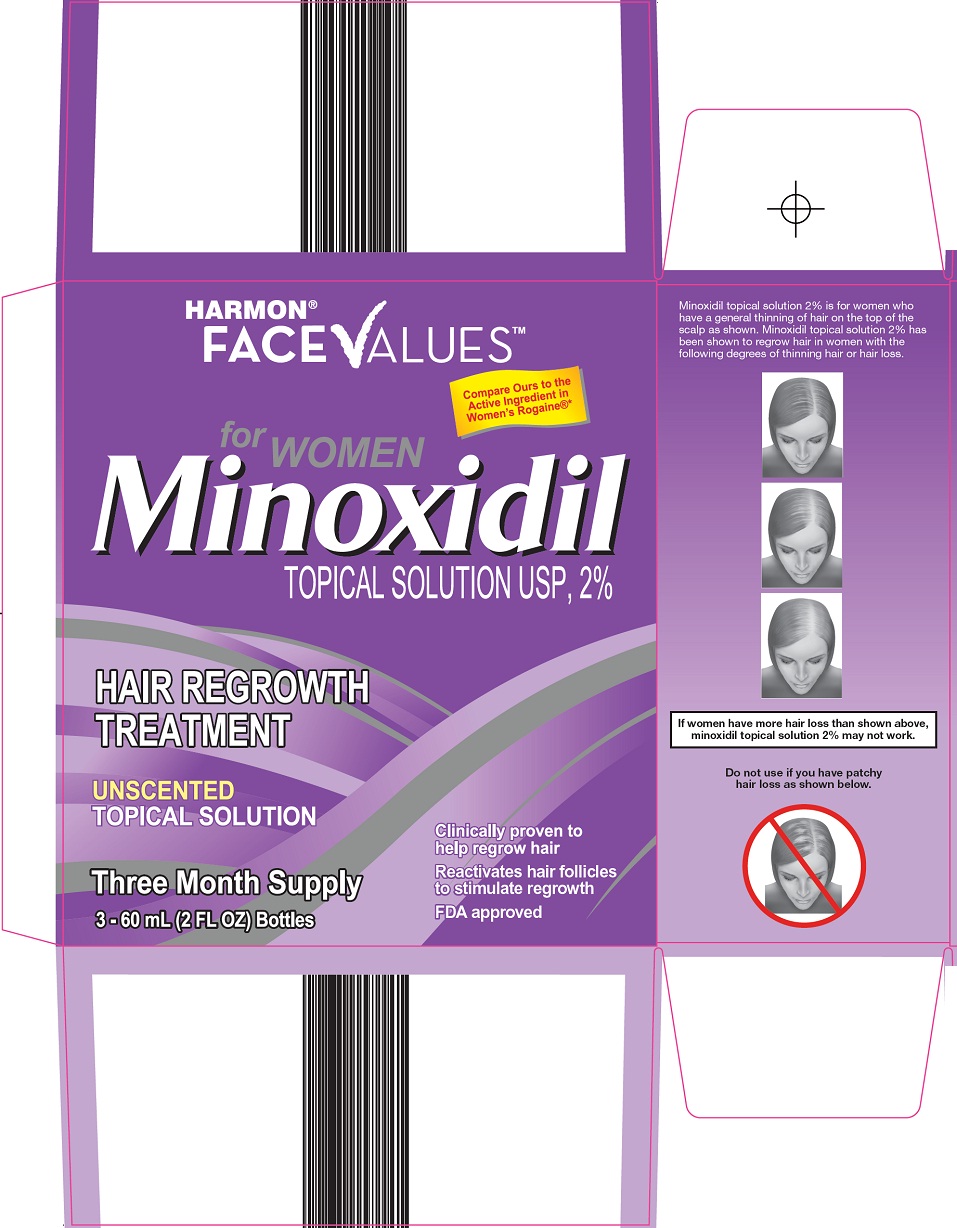 HARMON®
FACE VALUES™
Compare Ours to the
Active Ingredient in
Women's Rogaine®*
for WOMEN
Minoxidil
TOPICAL SOLUTION USP, 2%
HAIR REGROWTH
TREATMENT
UNSCENTED
TOPICAL SOLUTION
Three Month Supply
3 - 60 mL (2 FL OZ) Bottles
Clinically proven to
help regrow hair
Reactivates hair follicles
to stimulate regrowth
FDA approved
Minoxidil topical solution 2% is for women who
have a general thinning of hair on the top of the
scalp as shown. Minoxidil topical solution 2% has
been shown to regrow hair in women with the
following degrees of thinning hair or hair loss.
If women have more hair loss than shown above,
minoxidil topical solution 2% may not work.
Do not use if you have patchy
hair loss as shown below.